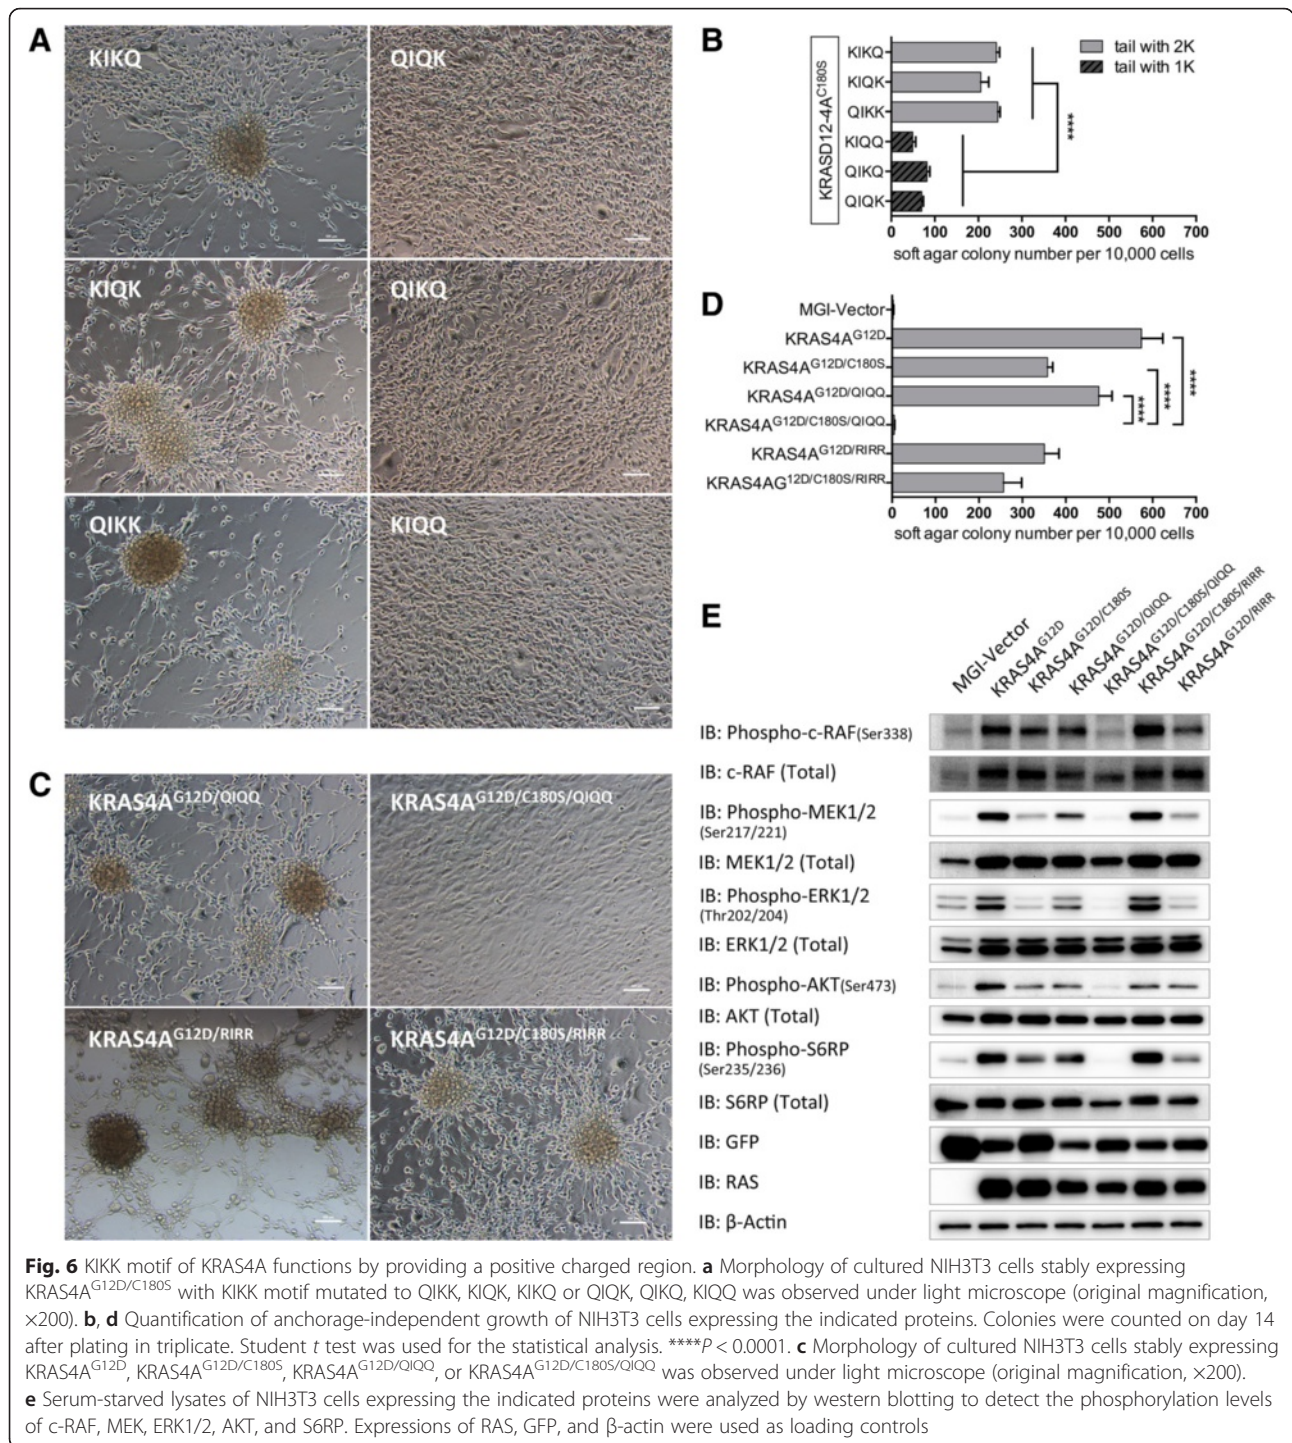 A
KIKQ
QIQK
KIQK
QIKQ
QIKK
KIQQ
B
KRASD12-4A^C180S
KIKQ
KIQK
QIKK
KIQQ
QIKQ
QIQK
tail with 2K
tail with 1K
****
0 100 200 300 400 500 600 700
soft agar colony number per 10,000 cells
C
KRAS4A^G12D/QIQQ
KRAS4A^G12D/C180S/QIQQ
KRAS4A^G12D/RIRR
KRAS4A^G12D/C180S/RIRR
D
MGI-Vector
KRAS4A^G12D
KRAS4A^G12D/C180S
KRAS4A^G12D/QIQQ
KRAS4A^G12D/C180S/QIQQ
KRAS4A^G12D/RIRR
KRAS4AG^12D/C180S/RIRR
****
****
****
0 100 200 300 400 500 600 700
soft agar colony number per 10,000 cells
E
MGI-Vector
KRAS4A^G12D
KRAS4A^G12D/C180S
KRAS4A^G12D/QIQQ
KRAS4A^G12D/C180S/QIQQ
KRAS4A^G12D/C180S/RIRR
KRAS4A^G12D/RIRR
IB: Phospho-c-RAF(Ser338)
IB: c-RAF (Total)
IB: Phospho-MEK1/2
(Ser217/221)
IB: MEK1/2 (Total)
IB: Phospho-ERK1/2
(Thr202/204)
IB: ERK1/2 (Total)
IB: Phospho-AKT(Ser473)
IB: AKT (Total)
IB: Phospho-S6RP
(Ser235/236)
IB: S6RP (Total)
IB: GFP
IB: RAS
IB: β-Actin
Fig. 6 KIKK motif of KRAS4A functions by providing a positive charged region. a Morphology of cultured NIH3T3 cells stably expressing
KRAS4A^G12D/C180S with KIKK motif mutated to QIKK, KIQK, KIKQ or QIQK, QIKQ, KIQQ was observed under light microscope (original magnification,
×200). b, d Quantification of anchorage-independent growth of NIH3T3 cells expressing the indicated proteins. Colonies were counted on day 14
after plating in triplicate. Student t test was used for the statistical analysis. ****P < 0.0001. c Morphology of cultured NIH3T3 cells stably expressing
KRAS4A^G12D, KRAS4A^G12D/C180S, KRAS4A^G12D/QIQQ, or KRAS4A^G12D/C180S/QIQQ was observed under light microscope (original magnification, ×200).
e Serum-starved lysates of NIH3T3 cells expressing the indicated proteins were analyzed by western blotting to detect the phosphorylation levels
of c-RAF, MEK, ERK1/2, AKT, and S6RP. Expressions of RAS, GFP, and β-actin were used as loading controls